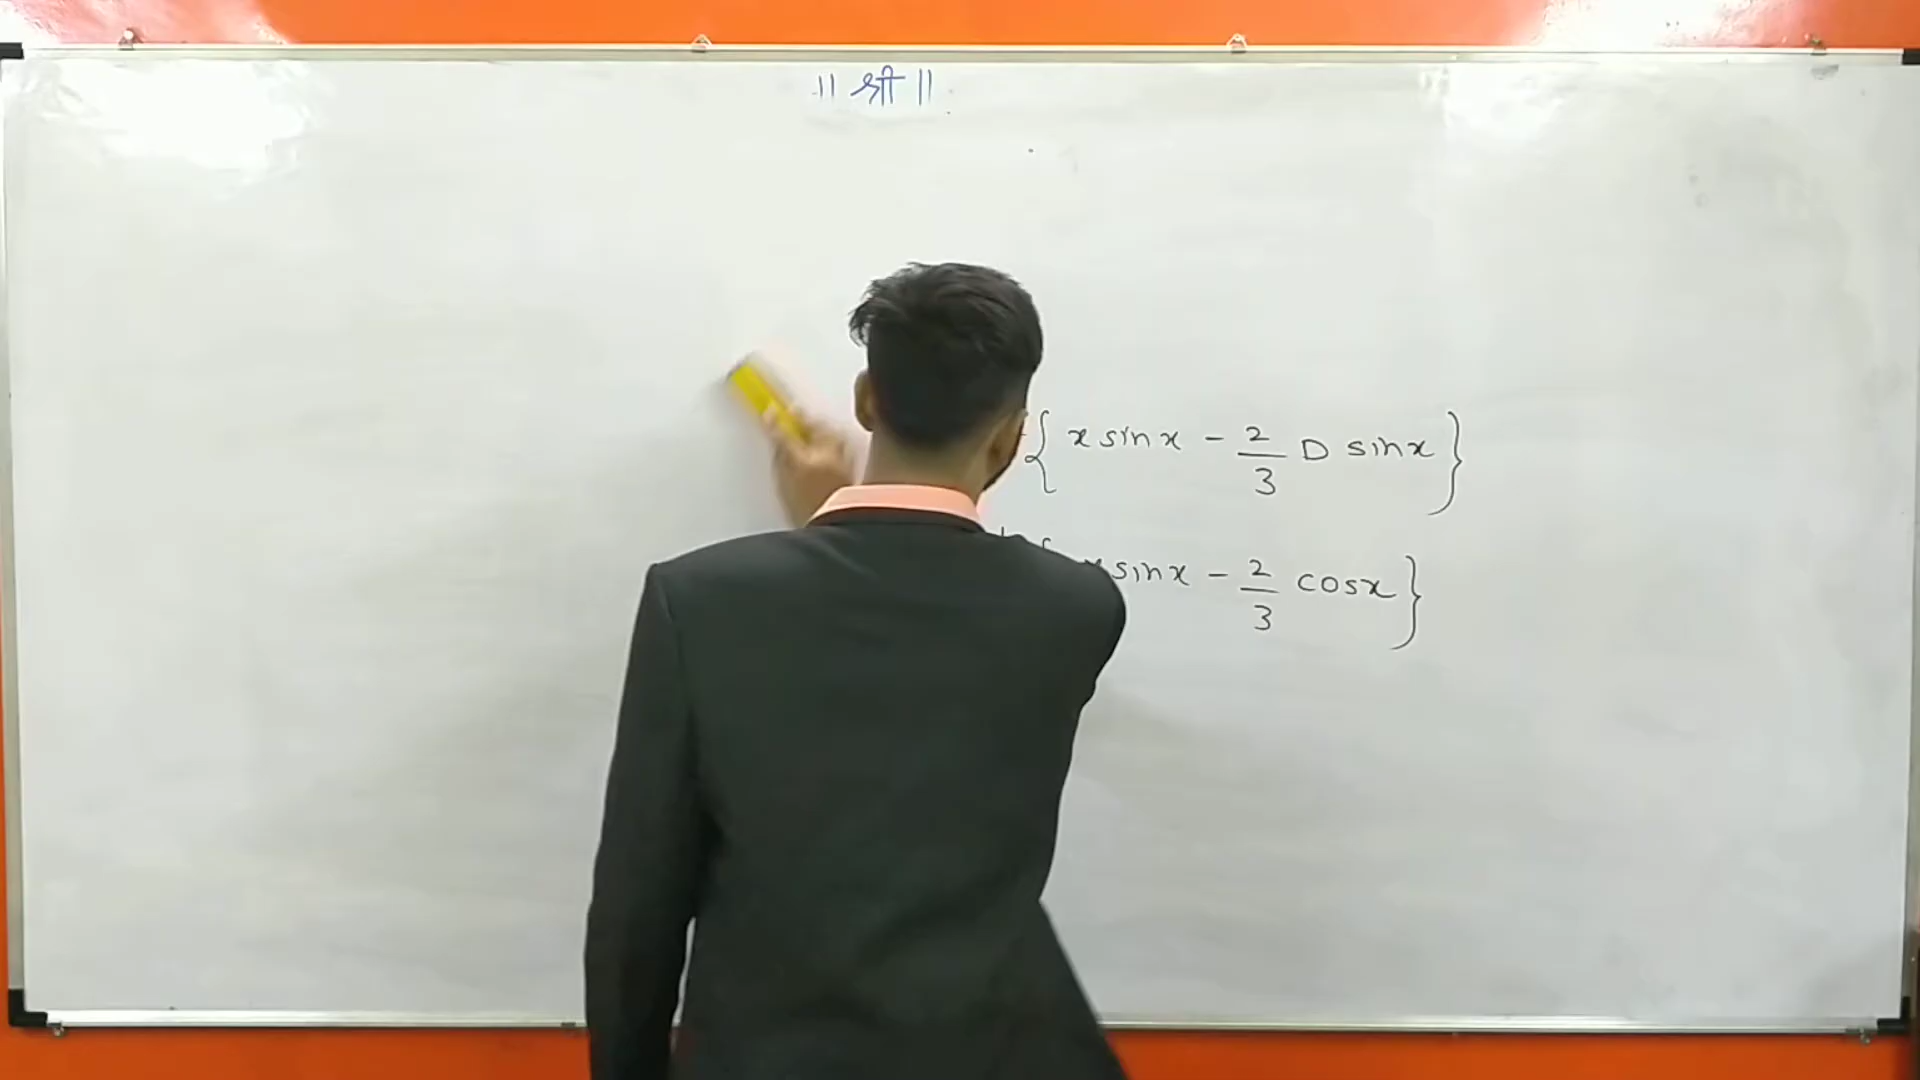 ॥ श्री ॥
{ x sin x - 2/3 D sin x }
x sin x - 2/3 cos x }